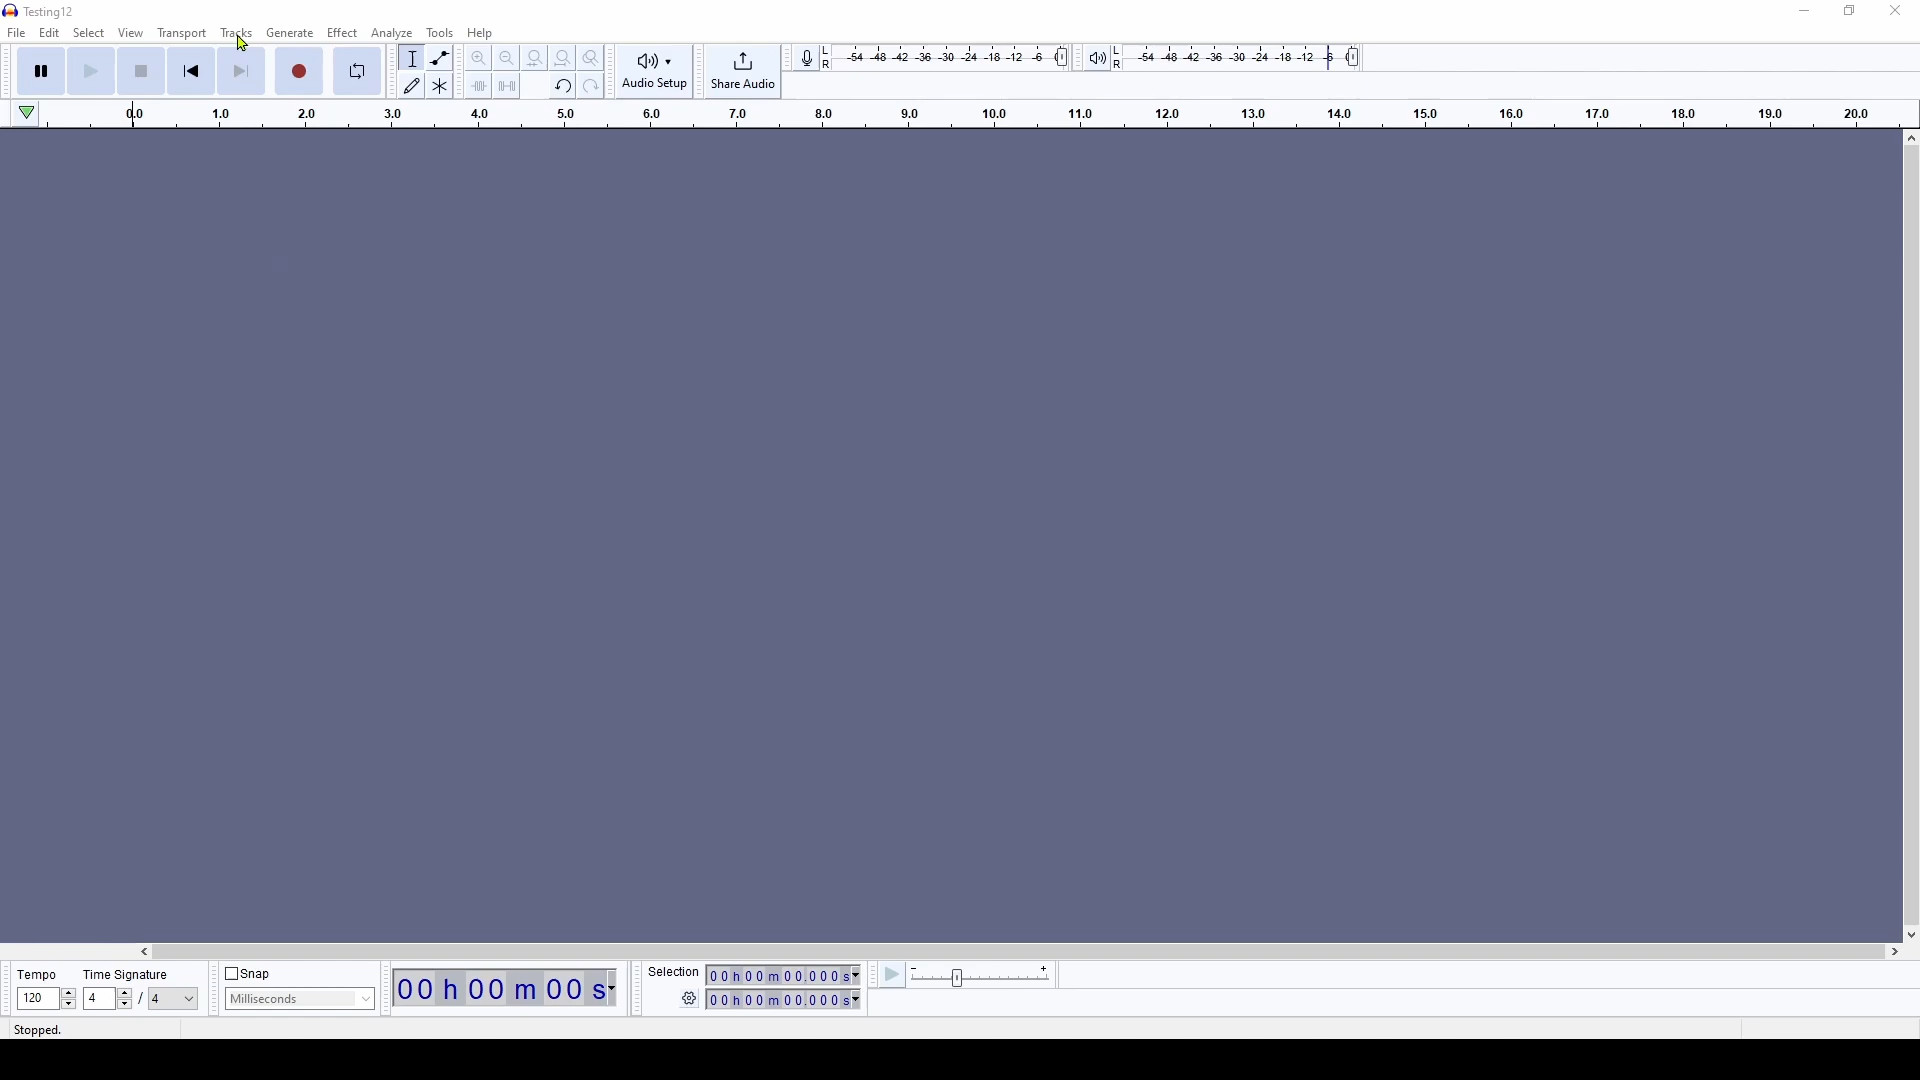 Testing12
File Edit Select View Transport Tracks Generate Effect Analyze Tools Help
L R -54 -48 -42 -36 -30 -24 -18 -12 -6 0
L R -54 -48 -42 -36 -30 -24 -18 -12 -6 0
Audio Setup
Share Audio
0.0 1.0 2.0 3.0 4.0 5.0 6.0 7.0 8.0 9.0 10.0 11.0 12.0 13.0 14.0 15.0 16.0 17.0 18.0 19.0 20.0
Tempo
120
Time Signature
4 / 4
Snap
Milliseconds
00 h 00 m 00 s
Selection
00 h 00 m 00.000 s
00 h 00 m 00.000 s
- +
Stopped.